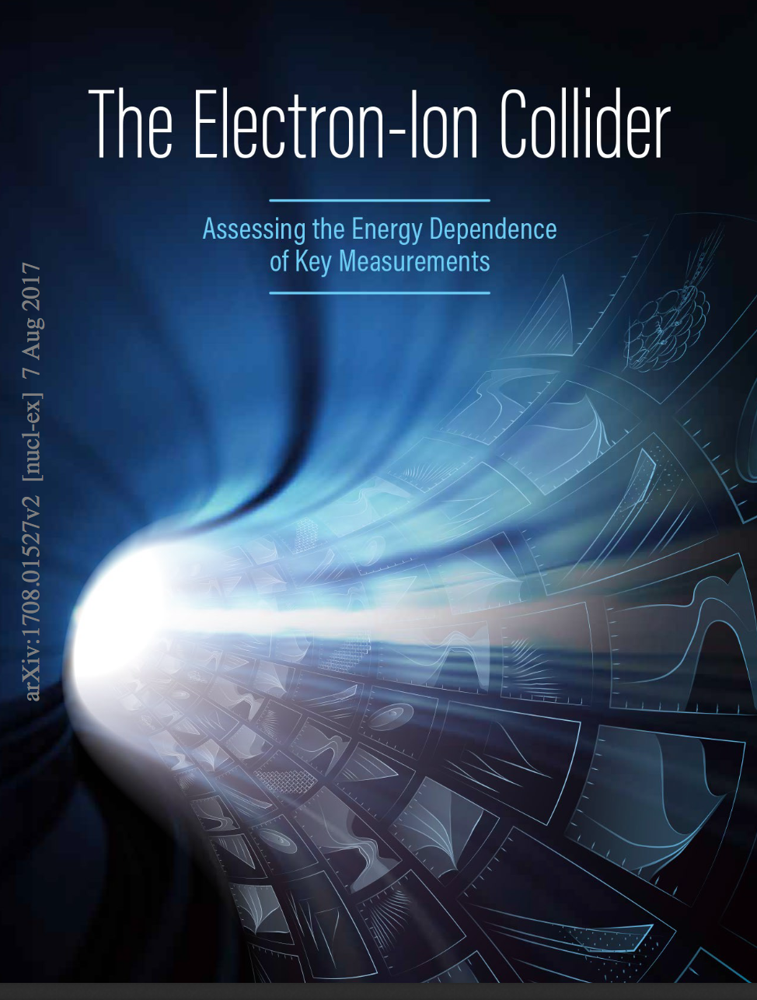 The Electron-Ion Collider
Assessing the Energy Dependence
of Key Measurements
arXiv:1708.01527v2 [nucl-ex] 7 Aug 2017